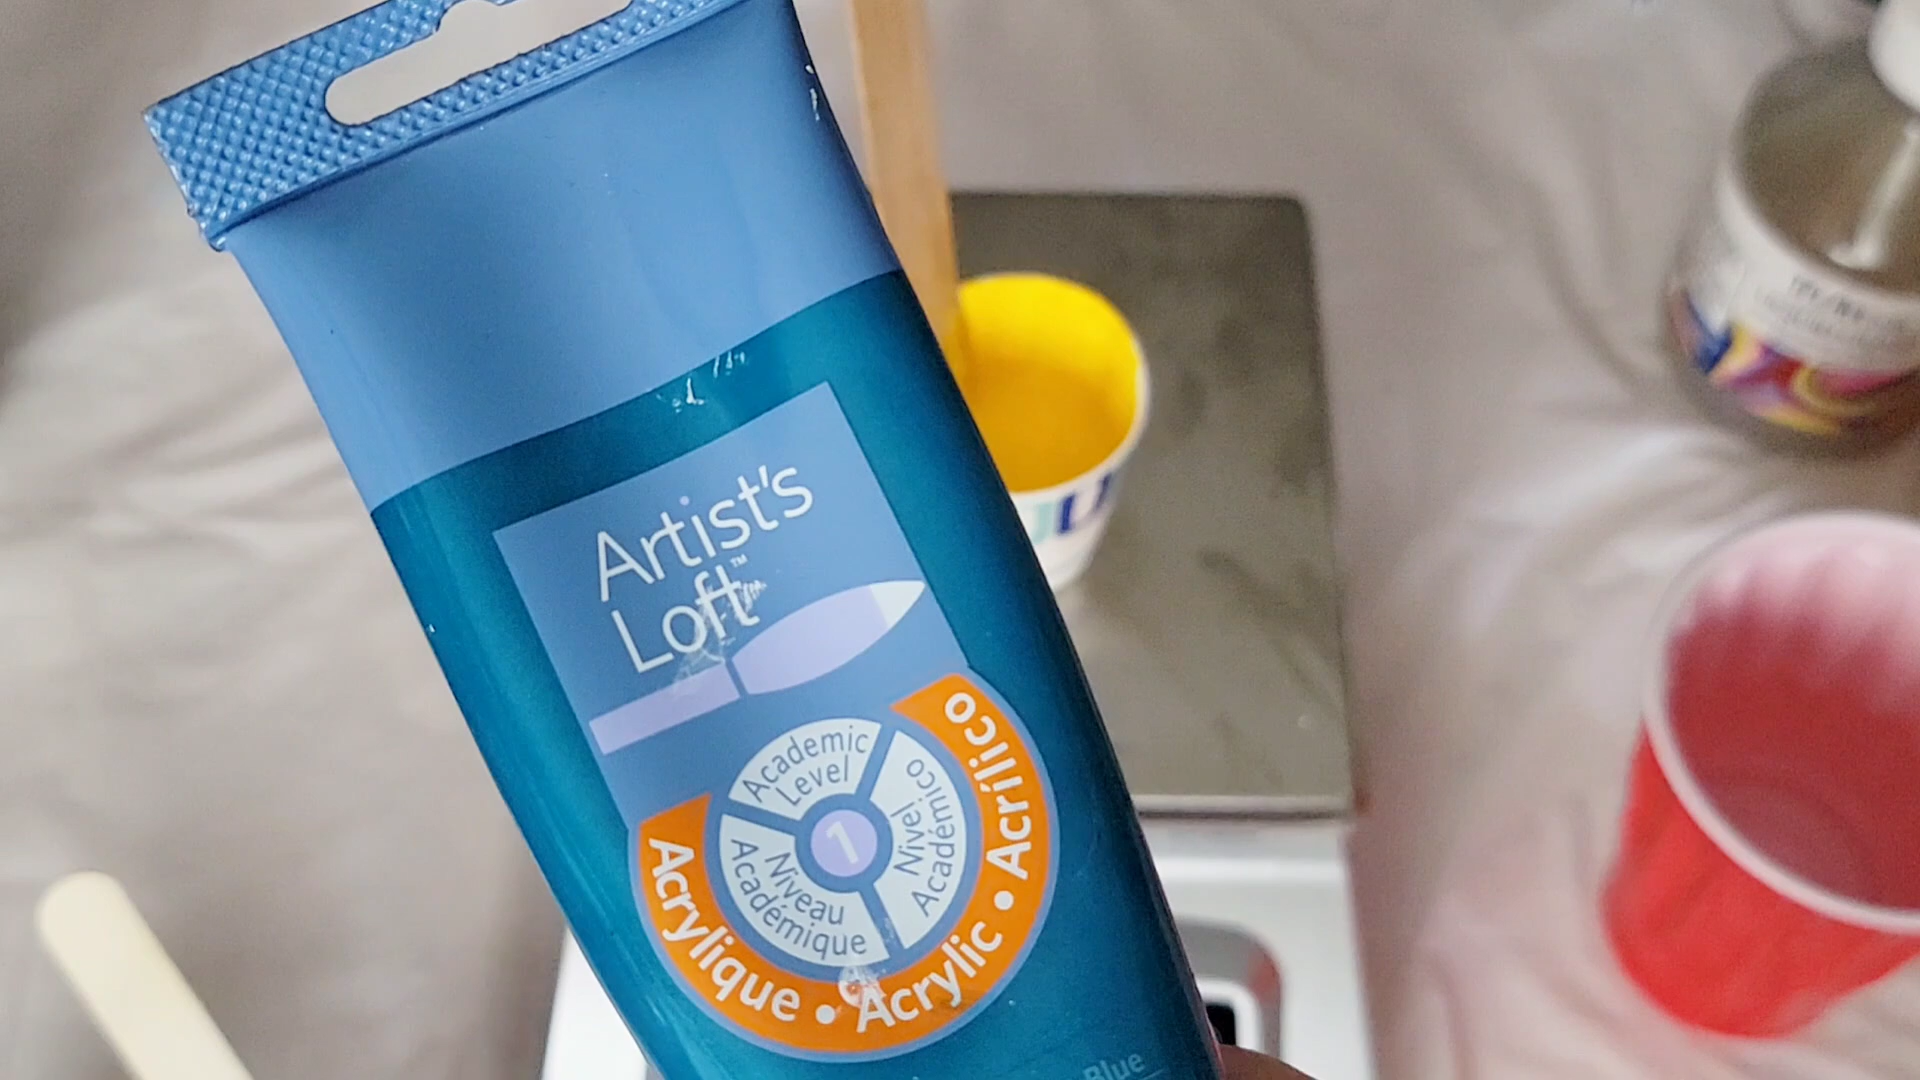 Artist's
Loft™
Academic
Level
Nivel
Académico
Niveau
Académique
1
Acrylique • Acrylic • Acrílico
Blue